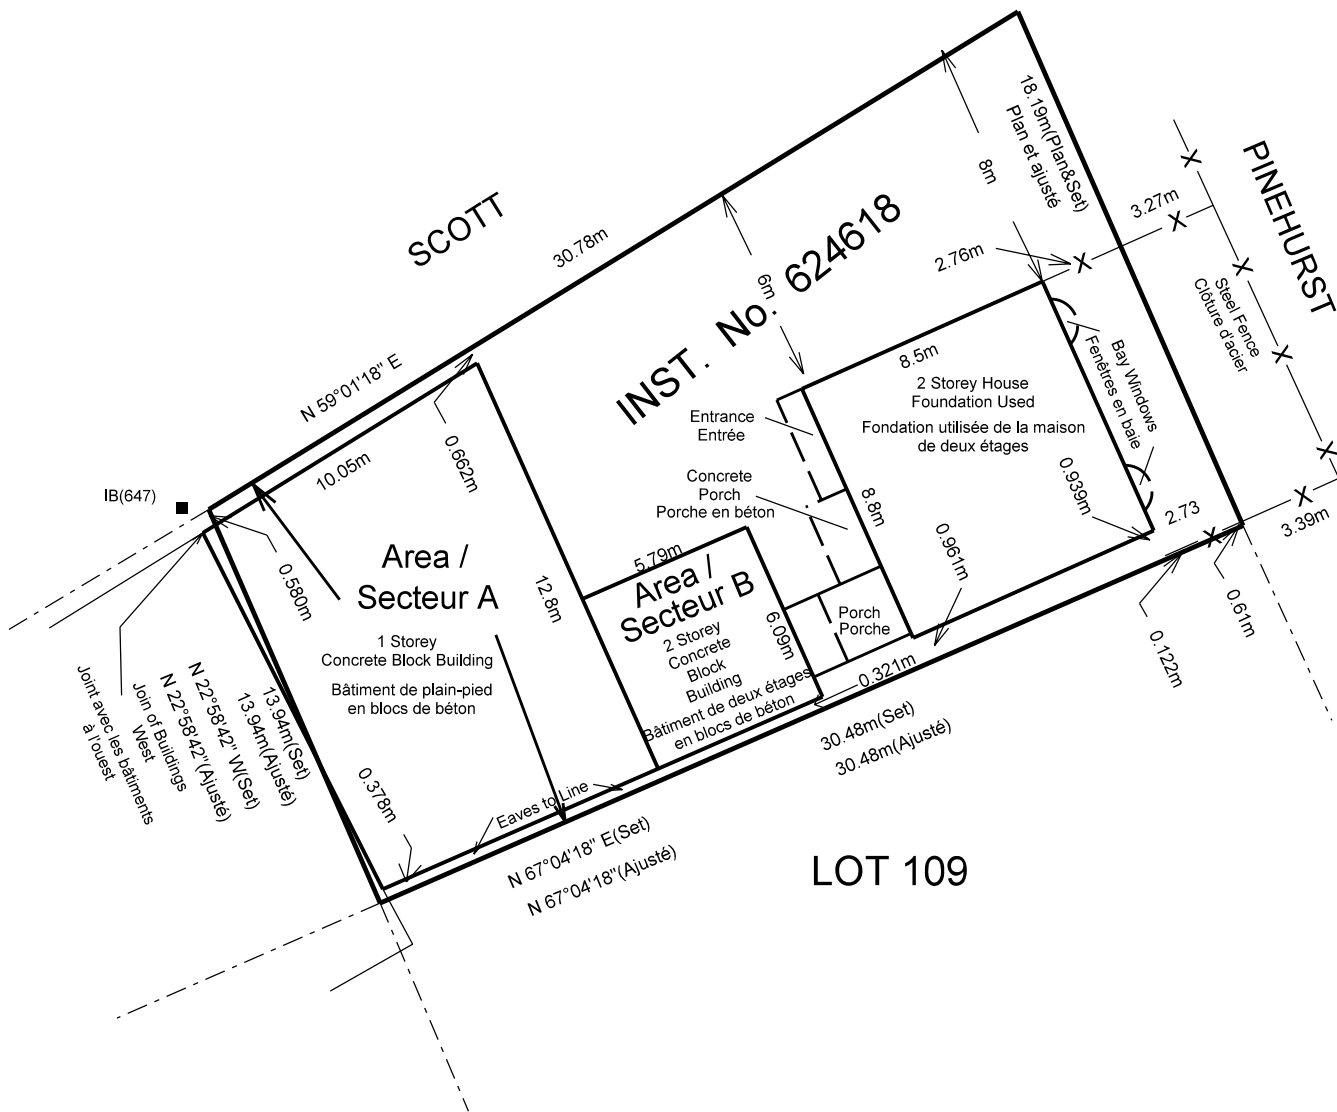 SCOTT
30.78m
N 59°01'18" E
INST. No. 624618
18.19m(Plan&Set)
Plan et ajusté
8m
6m
PINEHURST
3.27m
2.76m
Steel Fence
Clôture d'acier
Bay Windows
Fenêtres en baie
8.5m
2 Storey House
Foundation Used
Fondation utilisée de la maison
de deux étages
Entrance
Entrée
Concrete
Porch
Porche en béton
8.8m
0.939m
0.961m
2.73
3.39m
0.61m
0.122m
Porch
Porche
0.321m
IB(647)
10.05m
0.662m
0.580m
Area /
Secteur A
1 Storey
Concrete Block Building
Bâtiment de plain-pied
en blocs de béton
12.8m
5.79m
Area /
Secteur B
2 Storey
Concrete
Block
Building
Bâtiment de deux étages
en blocs de béton
6.09m
13.94m(Set)
13.94m(Ajusté)
N 22°58'42" W(Set)
N 22°58'42"(Ajusté)
Join of Buildings
West
Joint avec les bâtiments
à l'ouest
0.378m
Eaves to Line
30.48m(Set)
30.48m(Ajusté)
N 67°04'18" E(Set)
N 67°04'18"(Ajusté)
LOT 109
X
X
X
X
X
X
X
X
X